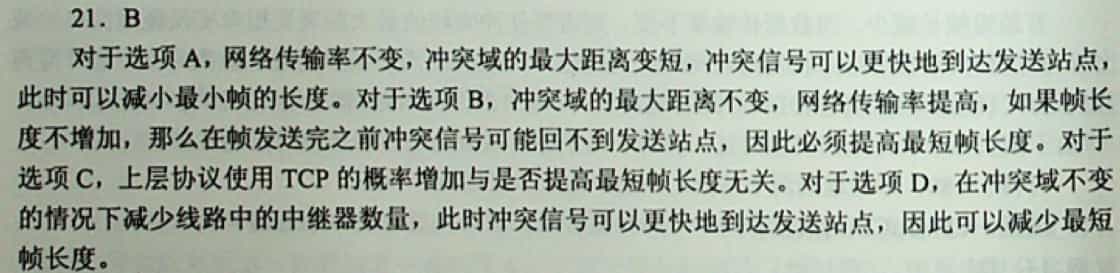 21．B
对于选项 A，网络传输率不变，冲突域的最大距离变短，冲突信号可以更快地到达发送站点，
此时可以减小最小帧的长度。对于选项 B，冲突域的最大距离不变，网络传输率提高，如果帧长
度不增加，那么在帧发送完之前冲突信号可能回不到发送站点，因此必须提高最短帧长度。对于
选项 C，上层协议使用 TCP 的概率增加与是否提高最短帧长度无关。对于选项 D，在冲突域不变
的情况下减少线路中的中继器数量，此时冲突信号可以更快地到达发送站点，因此可以减少最短
帧长度。